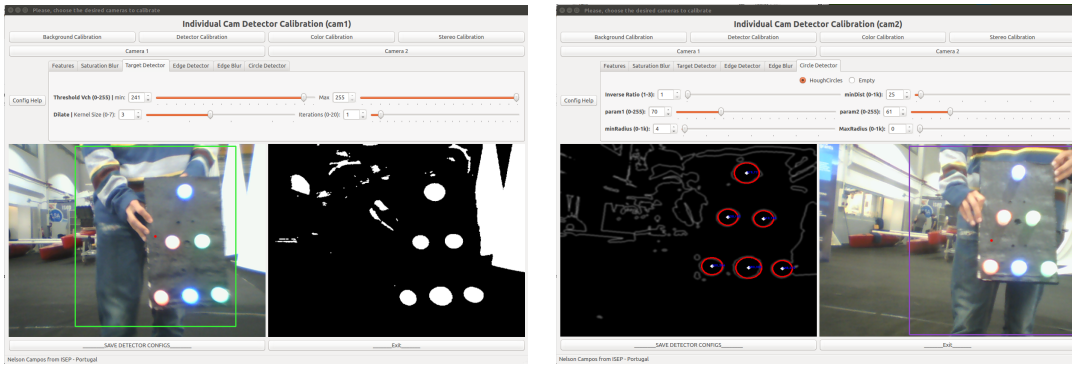 Please, choose the desired cameras to calibrate
Individual Cam Detector Calibration (cam1)
Background Calibration Detector Calibration Color Calibration Stereo Calibration
Camera 1 Camera 2
Features Saturation Blur Target Detector Edge Detector Edge Blur Circle Detector
Config Help
Threshold Vch (0-255) | min: 241 Max 255
Dilate | Kernel Size (0-7): 3 Iterations (0-20): 1
_______SAVE DETECTOR CONFIGS_______ ______Exit______
Nelson Campos from ISEP - Portugal
Please, choose the desired cameras to calibrate
Individual Cam Detector Calibration (cam2)
Background Calibration Detector Calibration Color Calibration Stereo Calibration
Camera 1 Camera 2
Features Saturation Blur Target Detector Edge Detector Edge Blur Circle Detector
HoughCircles Empty
Config Help
Inverse Ratio (1-3): 1 minDist (0-1k): 25
param1 (0-255): 70 param2 (0-255): 61
minRadius (0-1k): 4 MaxRadius (0-1k): 0
_______SAVE DETECTOR CONFIGS_______ ______Exit______
Nelson Campos from ISEP - Portugal